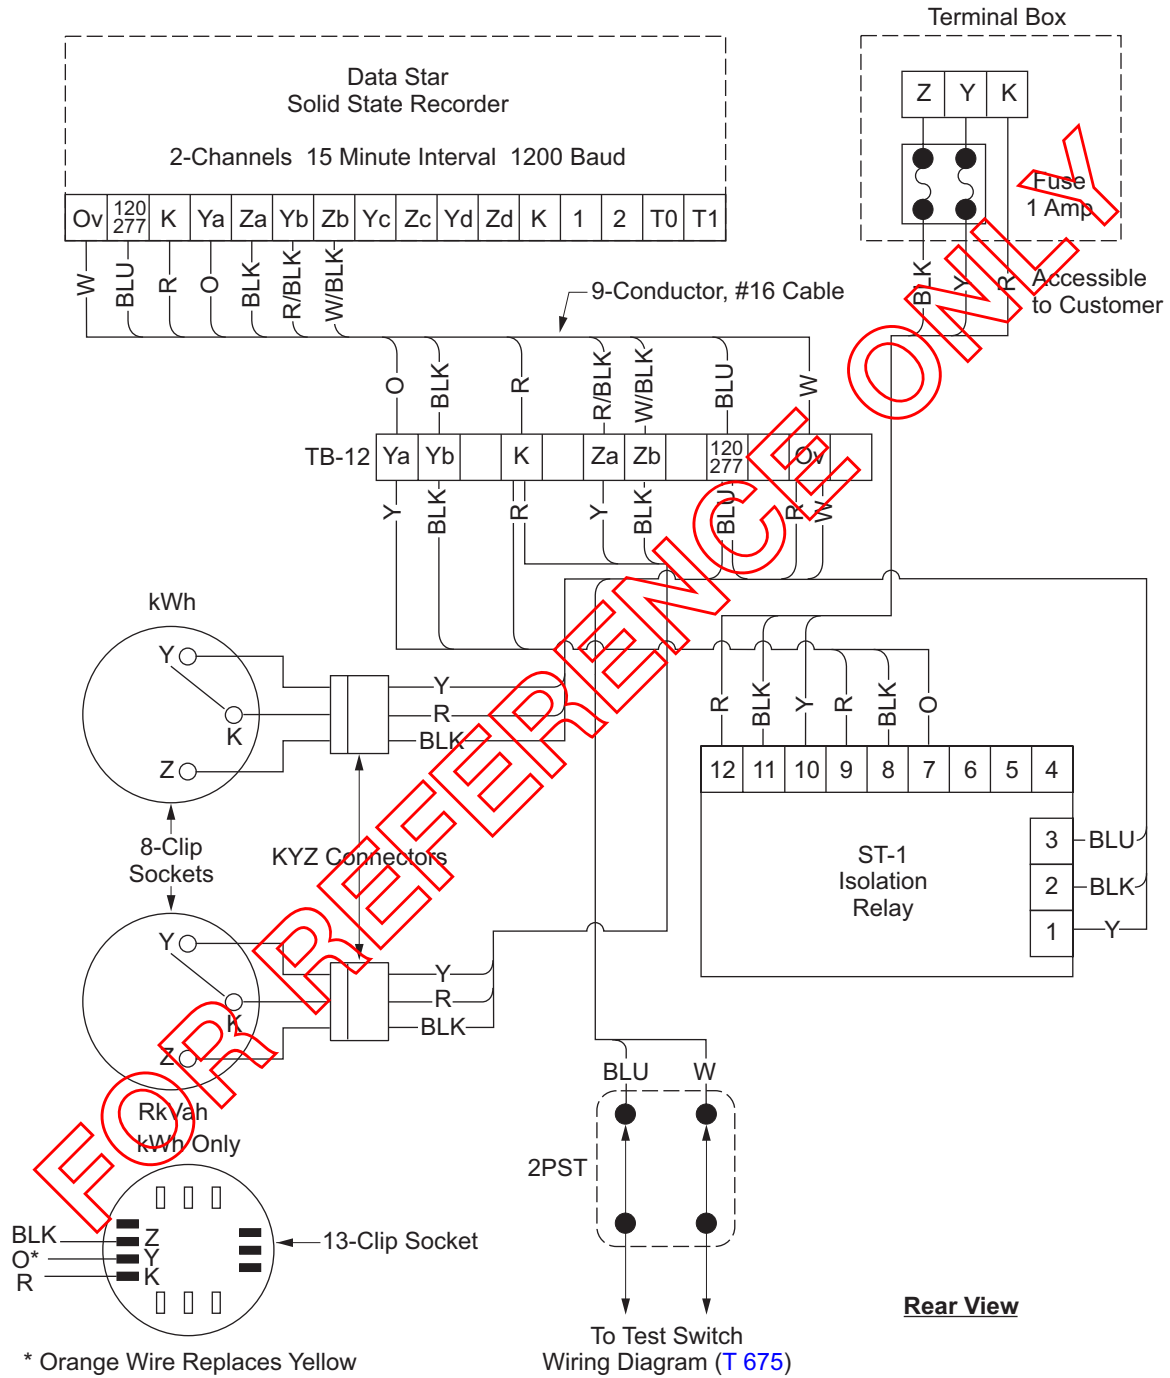 Terminal Box
Data Star
Solid State Recorder
2-Channels 15 Minute Interval 1200 Baud
Z Y K
Fuse
1 Amp
Ov 120 277 K Ya Za Yb Zb Yc Zc Yd Zd K 1 2 T0 T1
W BLU R O BLK R/BLK W/BLK
BLK Y R
Accessible
to Customer
9-Conductor, #16 Cable
O BLK R R/BLK W/BLK BLU W
TB-12 Ya Yb K Za Zb 120 277 Ov
Y BLK R Y BLK BLU R W
kWh
Y
K
Z
Y
R
BLK
R BLK Y R BLK O
12 11 10 9 8 7 6 5 4
8-Clip
Sockets
KYZ Connectors
ST-1
Isolation
Relay
3 BLU
2 BLK
1 Y
Y
K
Z
Y
R
BLK
RkVah
BLU W
2PST
kWh Only
BLK Z
O* Y
R K
13-Clip Socket
Rear View
To Test Switch
Wiring Diagram (T 675)
* Orange Wire Replaces Yellow
FOR REFERENCE ONLY